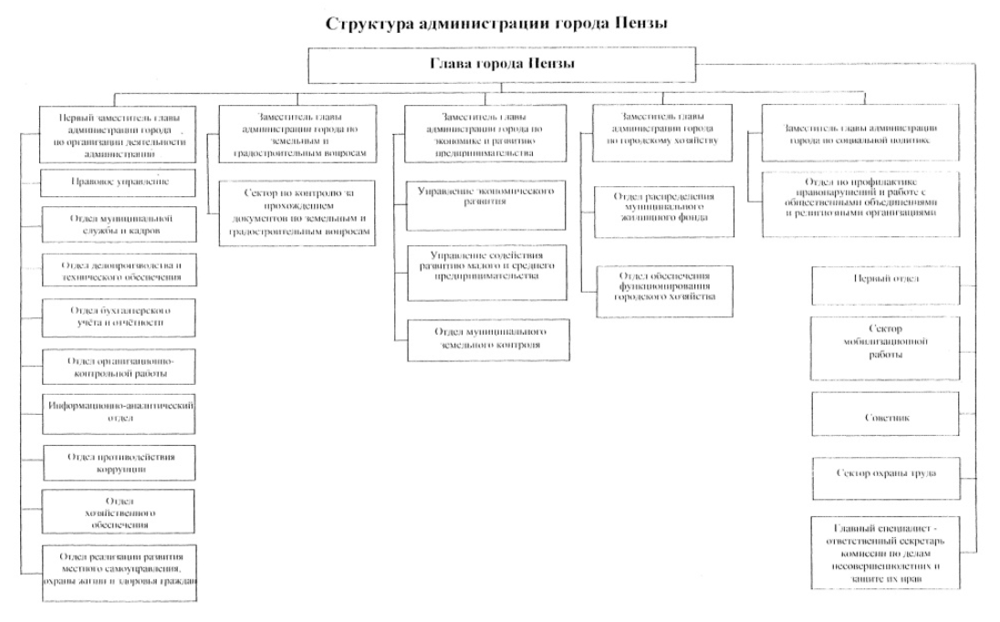 Структура администрации города Пензы
Глава города Пензы
Первый заместитель главы
администрации города
по организации деятельности
администрации
Правовое управление
Отдел муниципальной
службы и кадров
Отдел делопроизводства и
технического обеспечения
Отдел бухгалтерского
учёта и отчётности
Отдел организационно-
контрольной работы
Информационно-аналитический
отдел
Отдел противодействия
коррупции
Отдел
хозяйственного
обеспечения
Отдел реализации развития
местного самоуправления,
охраны жизни и здоровья граждан
Заместитель главы
администрации города по
земельным и
градостроительным вопросам
Сектор по контролю за
прохождением
документов по земельным и
градостроительным вопросам
Заместитель главы
администрации города по
экономике и развитию
предпринимательства
Управление экономического
развития
Управление содействия
развитию малого и среднего
предпринимательства
Отдел муниципального
земельного контроля
Заместитель главы
администрации города
по городскому хозяйству
Отдел распределения
муниципального
жилищного фонда
Отдел обеспечения
функционирования
городского хозяйства
Заместитель главы администрации
города по социальной политике
Отдел по профилактике
правонарушений и работе с
общественными объединениями
и религиозными организациями
Первый отдел
Сектор
мобилизационной
работы
Советник
Сектор охраны труда
Главный специалист -
ответственный секретарь
комиссии по делам
несовершеннолетних и
защите их прав